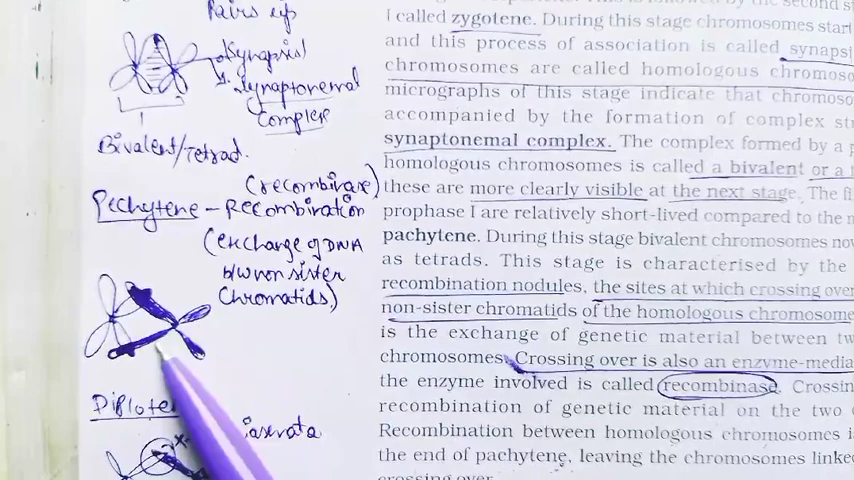 Pairs up
Synapsis
Synaptonemal
Complex
Bivalent/Tetrad.
(recombinase)
Pachytene - Recombination
(exchange of DNA
b/w non sister
Chromatids)
Diplote
I called zygotene. During this stage chromosomes start
and this process of association is called synapsi
chromosomes are called homologous chromoso
micrographs of this stage indicate that chromoso
accompanied by the formation of complex st
synaptonemal complex. The complex formed by a p
homologous chromosomes is called a bivalent or a t
these are more clearly visible at the next stage. The fi
prophase I are relatively short-lived compared to the n
pachytene. During this stage bivalent chromosomes now
as tetrads. This stage is characterised by the
recombination nodules, the sites at which crossing over
non-sister chromatids of the homologous chromosome
is the exchange of genetic material between tw
chromosomes. Crossing over is also an enzyme-media
the enzyme involved is called recombinase. Crossin
recombination of genetic material on the two
Recombination between homologous chromosomes i
the end of pachytene, leaving the chromosomes linke
crossing over.